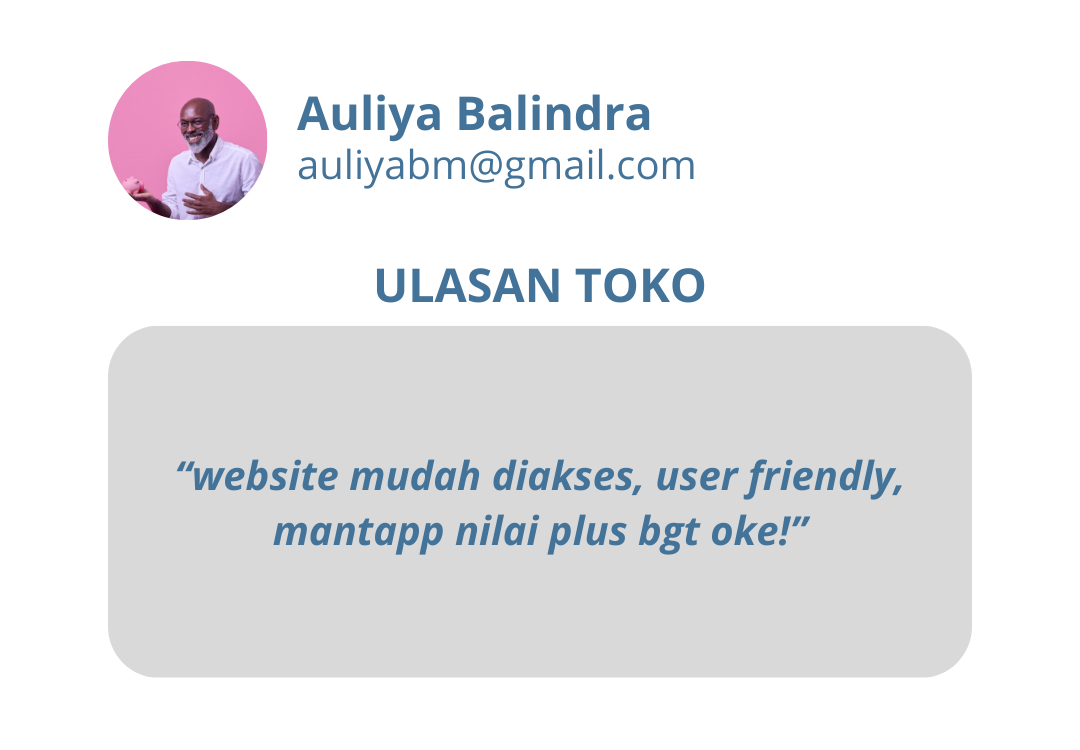 Auliya Balindra
auliyabm@gmail.com
ULASAN TOKO
“website mudah diakses, user friendly,
mantapp nilai plus bgt oke!”